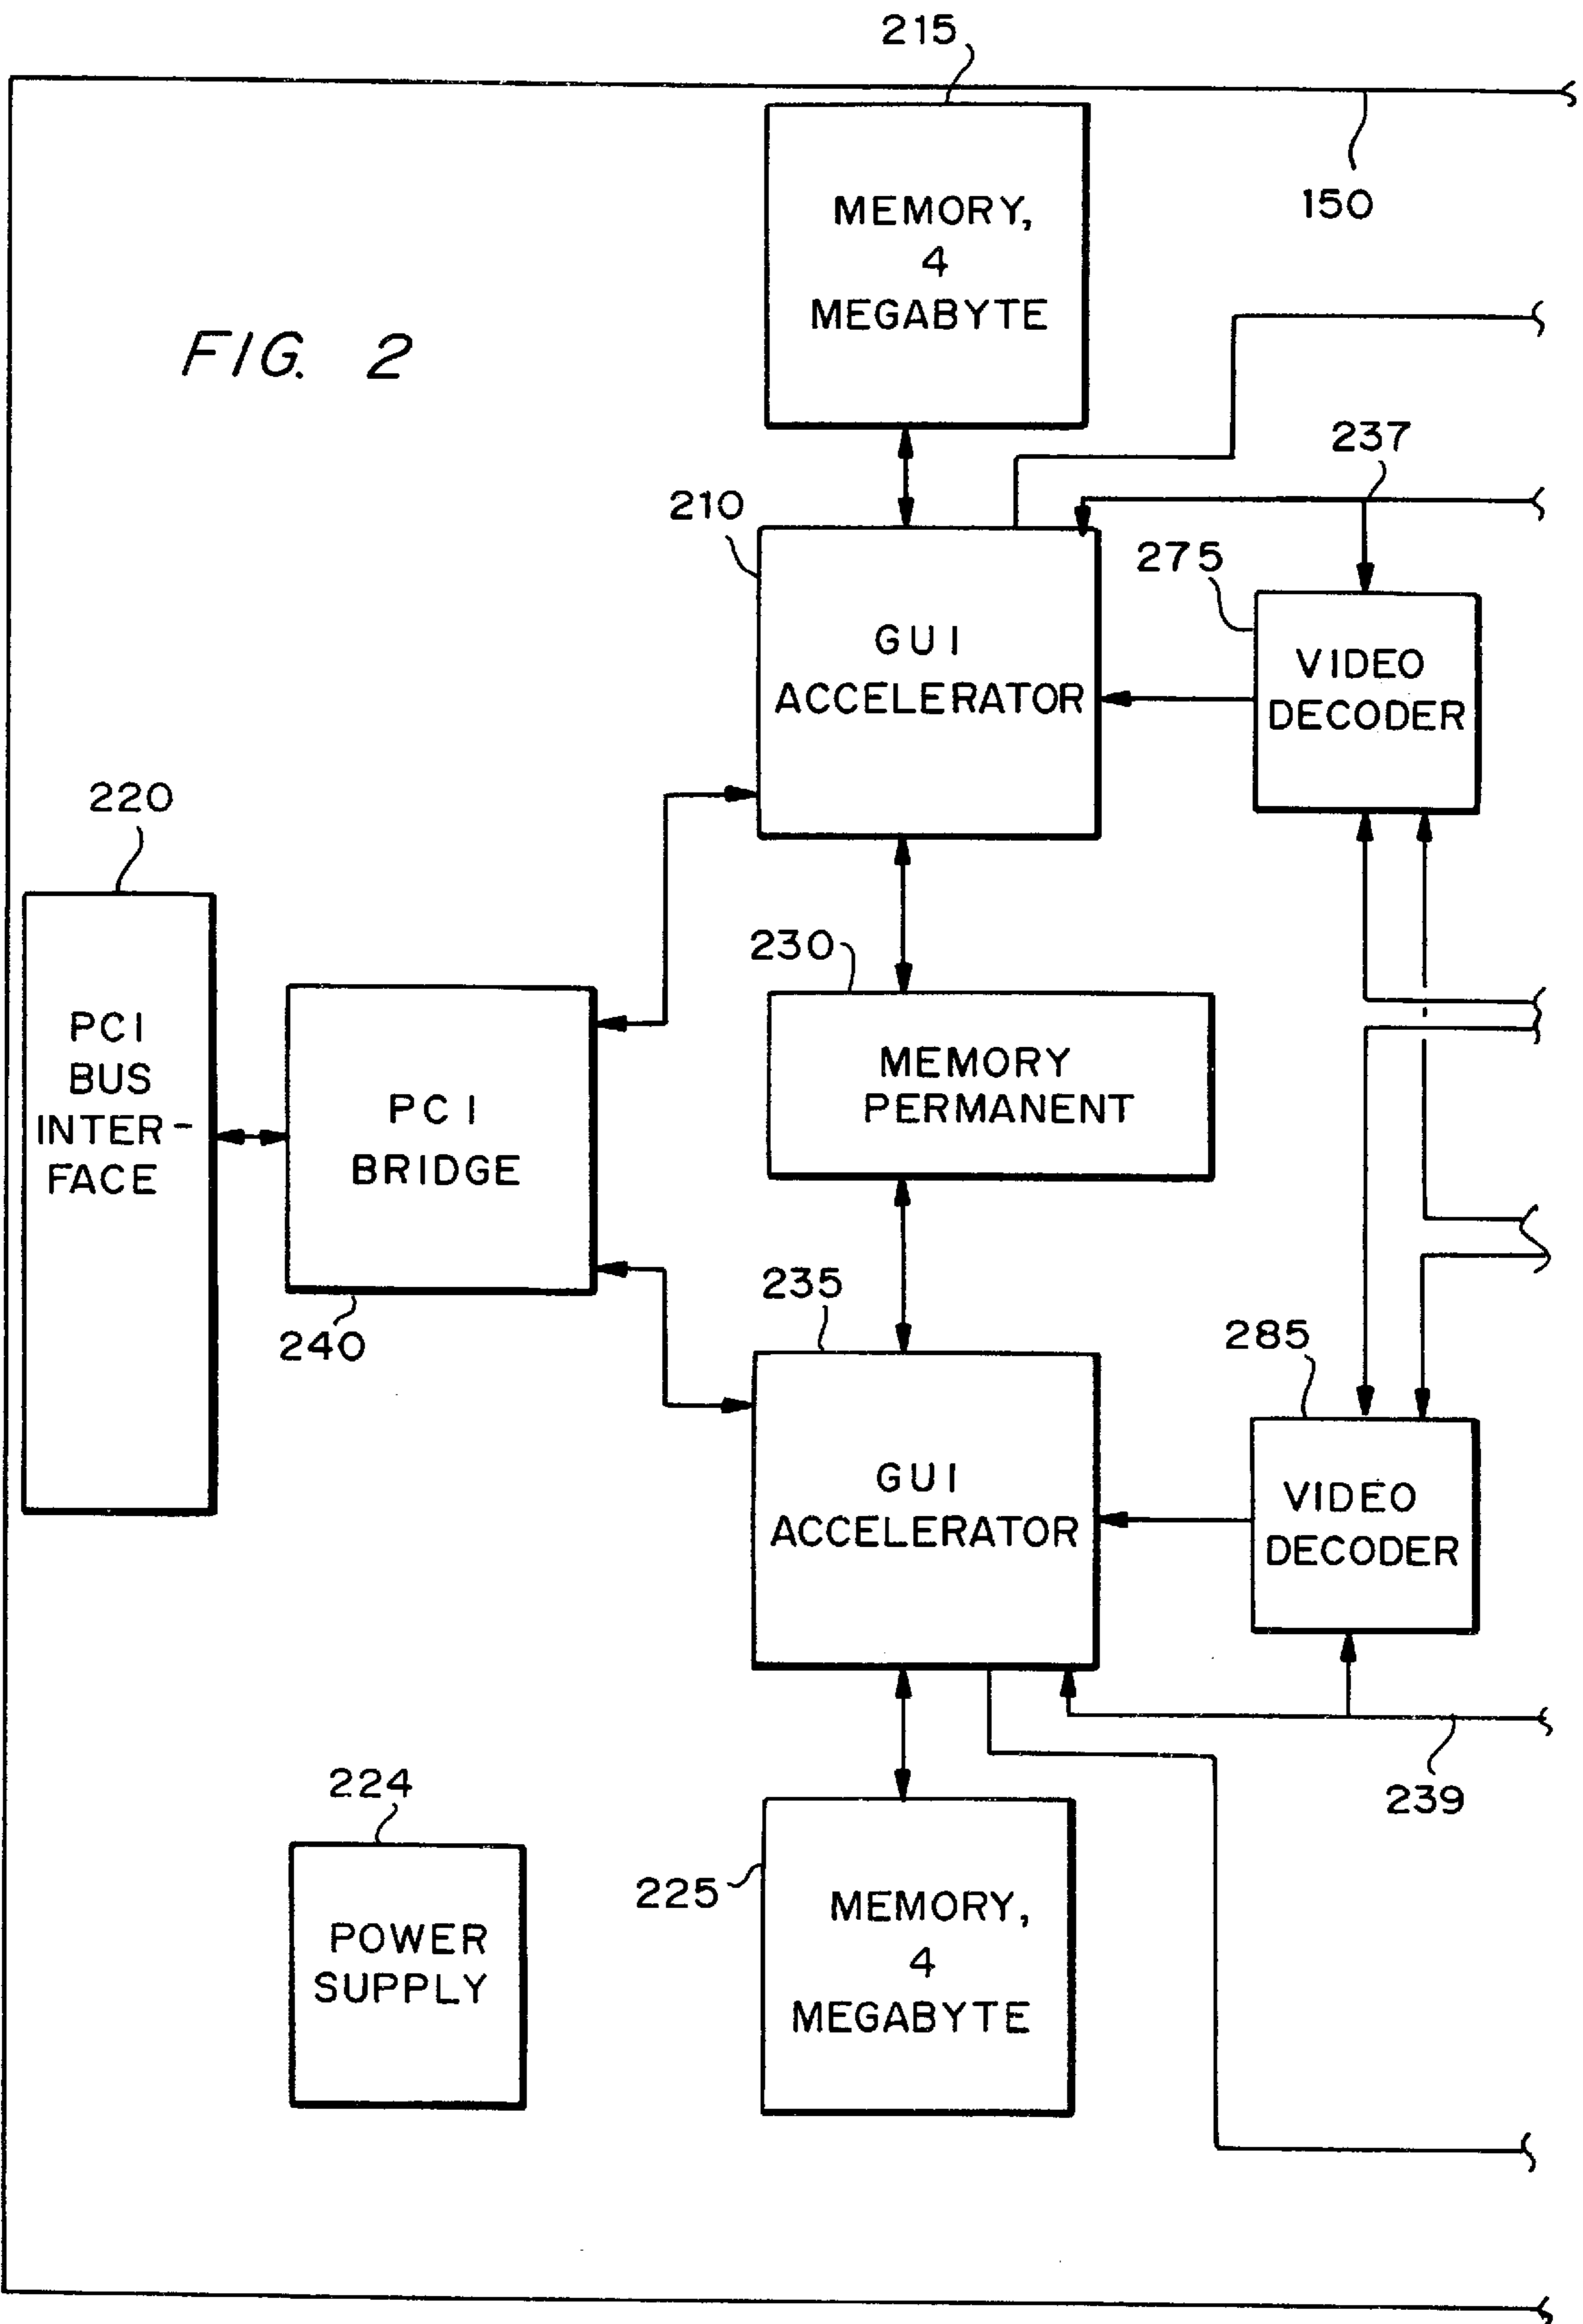 215
150
MEMORY,
4
MEGABYTE
FIG. 2
237
210
275
GUI
ACCELERATOR
VIDEO
DECODER
220
230
PCI
BUS
INTER-
FACE
PCI
BRIDGE
MEMORY
PERMANENT
240
235
285
GUI
ACCELERATOR
VIDEO
DECODER
239
224
225
POWER
SUPPLY
MEMORY,
4
MEGABYTE